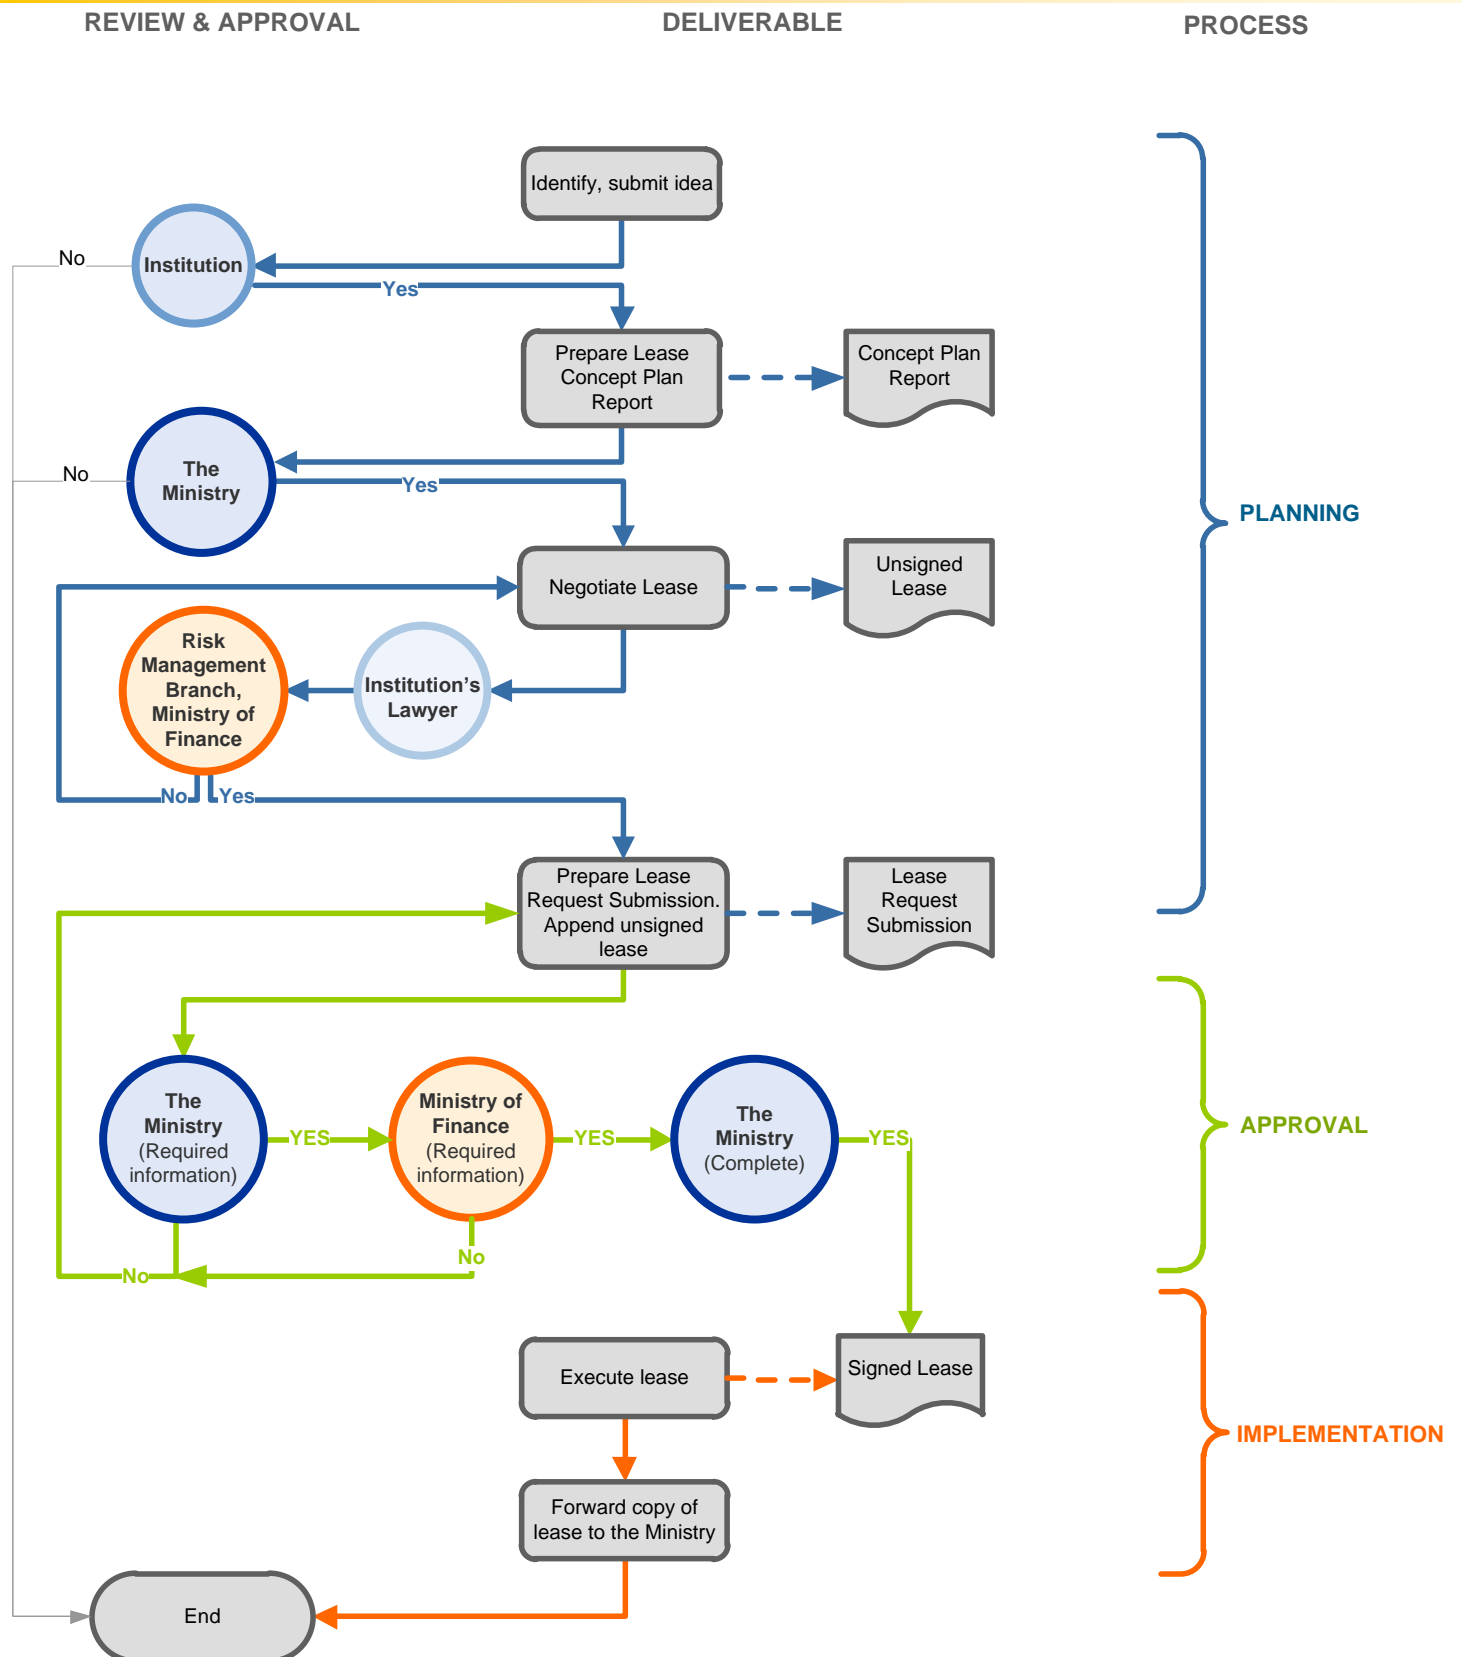 REVIEW & APPROVAL
DELIVERABLE
PROCESS
Identify, submit idea
No
Institution
Yes
Prepare Lease
Concept Plan
Report
Concept Plan
Report
No
The
Ministry
Yes
PLANNING
Negotiate Lease
Unsigned
Lease
Risk
Management
Branch,
Ministry of
Finance
Institution's
Lawyer
No
Yes
Prepare Lease
Request Submission.
Append unsigned
lease
Lease
Request
Submission
The
Ministry
(Required
information)
YES
Ministry of
Finance
(Required
information)
YES
The
Ministry
(Complete)
YES
APPROVAL
No
No
Execute lease
Signed Lease
IMPLEMENTATION
Forward copy of
lease to the Ministry
End